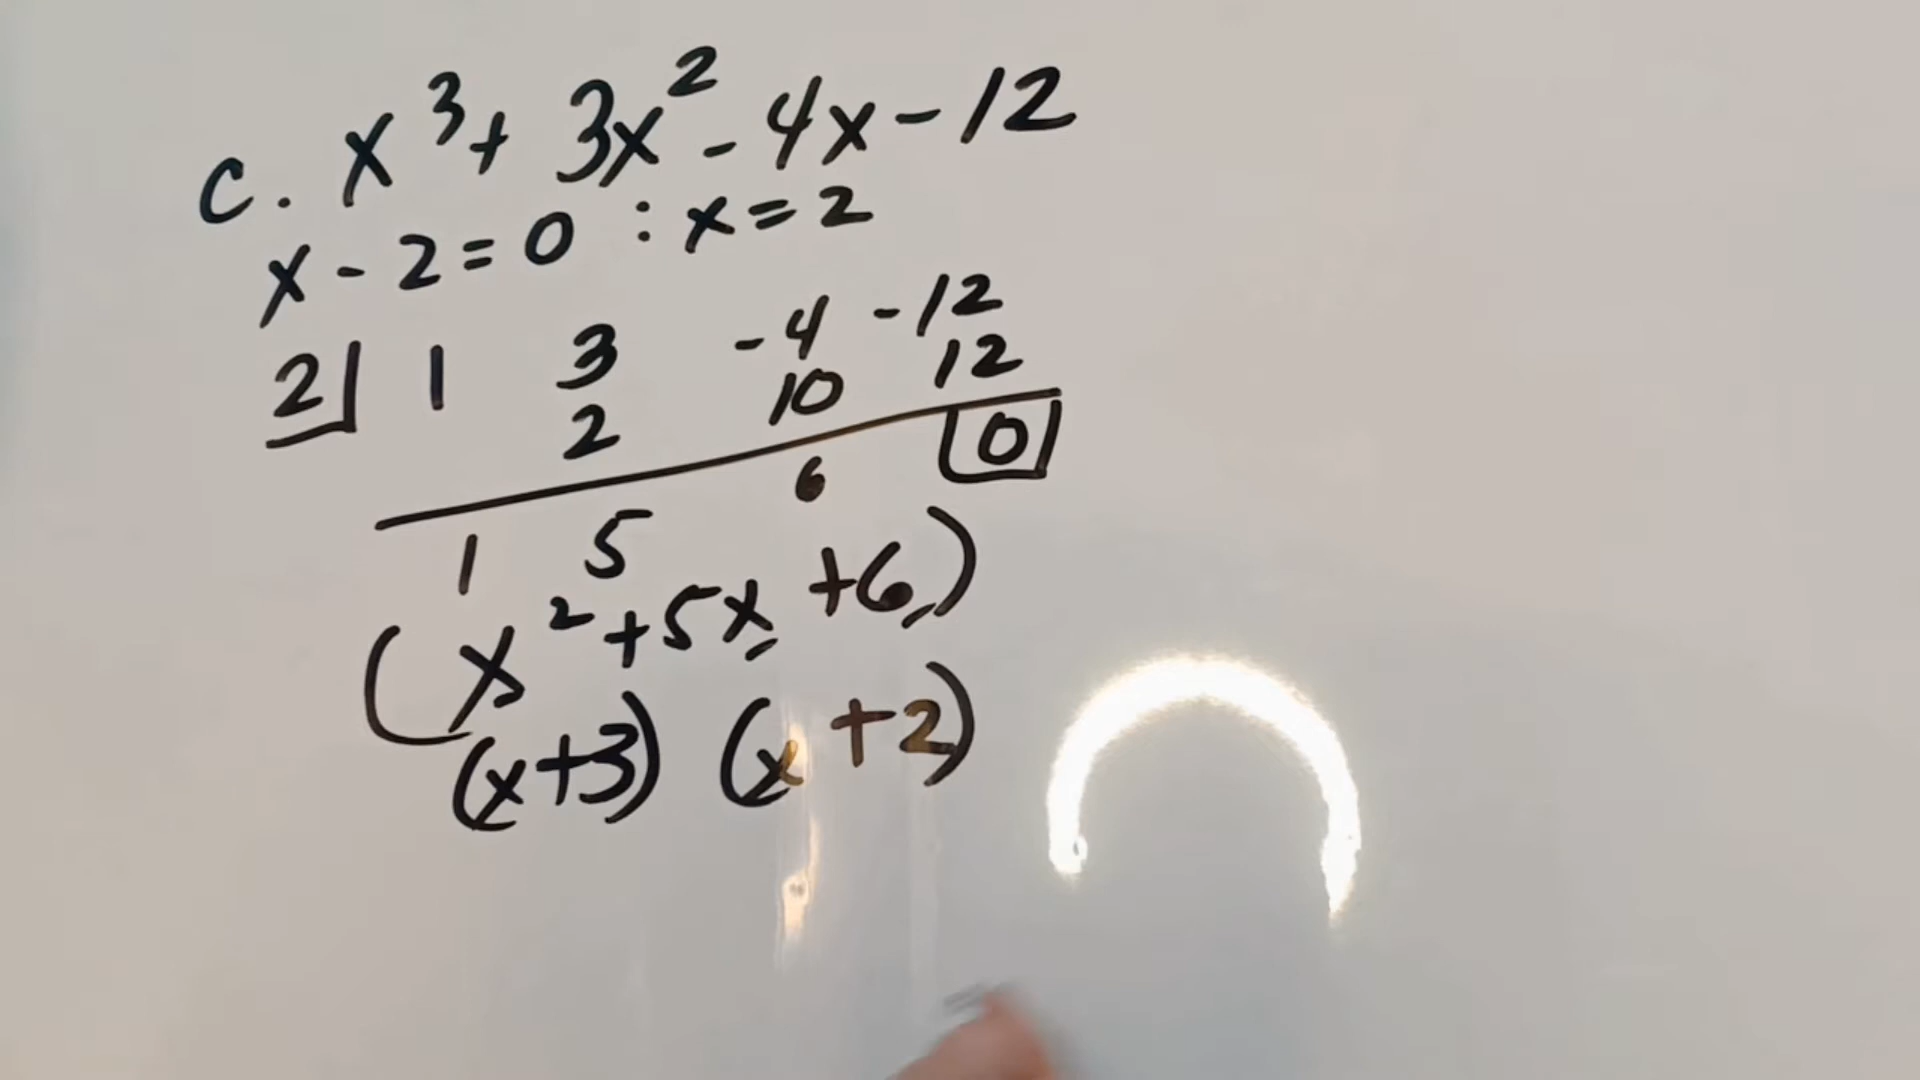 c. x³ + 3x² - 4x - 12
x - 2 = 0 : x = 2
2| 1 3 -4 -12
2 10 12
1 5 6 0
(x² + 5x + 6)
(x+3) (x+2)